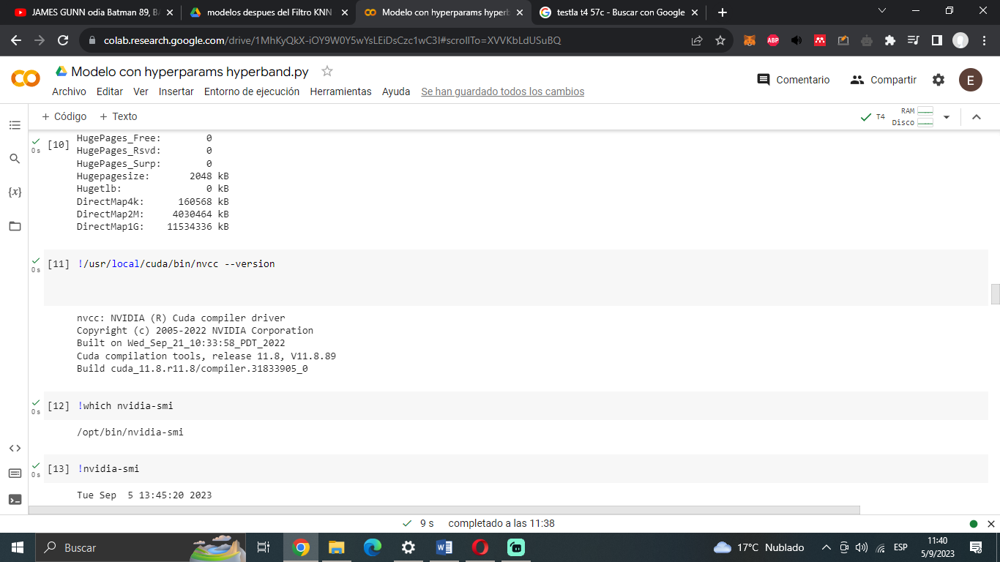 JAMES GUNN odia Batman 89, BA
modelos despues del Filtro KNN
Modelo con hyperparams hyperb
testla t4 57c - Buscar con Google
colab.research.google.com/drive/1MhKyQkX-iOY9W0Y5wYsLEiDsCzc1wC3I#scrollTo=XVVKbLdUSuBQ
ABP
CO
Modelo con hyperparams hyperband.py
Comentario
Compartir
E
Archivo Editar Ver Insertar Entorno de ejecución Herramientas Ayuda Se han guardado todos los cambios
+ Código + Texto
T4
RAM
Disco
[10]
0 s
HugePages_Free: 0
HugePages_Rsvd: 0
HugePages_Surp: 0
Hugepagesize: 2048 kB
Hugetlb: 0 kB
DirectMap4k: 160568 kB
DirectMap2M: 4030464 kB
DirectMap1G: 11534336 kB
{x}
[11] !/usr/local/cuda/bin/nvcc --version
0 s
nvcc: NVIDIA (R) Cuda compiler driver
Copyright (c) 2005-2022 NVIDIA Corporation
Built on Wed_Sep_21_10:33:58_PDT_2022
Cuda compilation tools, release 11.8, V11.8.89
Build cuda_11.8.r11.8/compiler.31833905_0
[12] !which nvidia-smi
0 s
/opt/bin/nvidia-smi
[13] !nvidia-smi
0 s
Tue Sep  5 13:45:20 2023
9 s completado a las 11:38
Buscar
17°C Nublado
ESP
11:40
5/9/2023